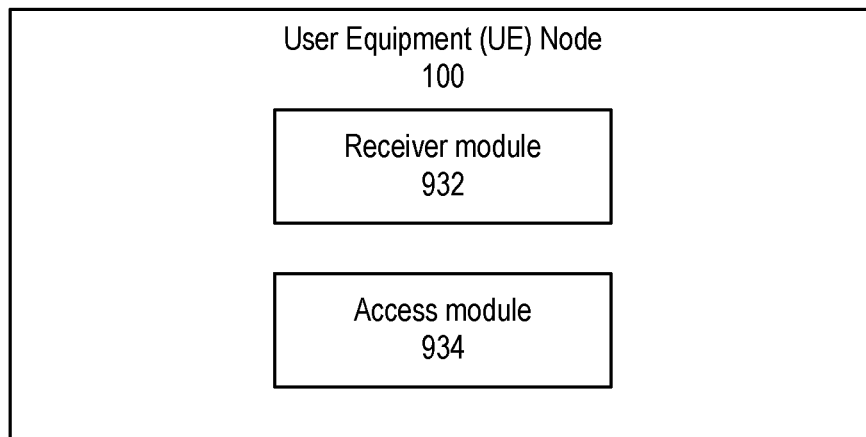 User Equipment (UE) Node
100
Receiver module
932
Access module
934